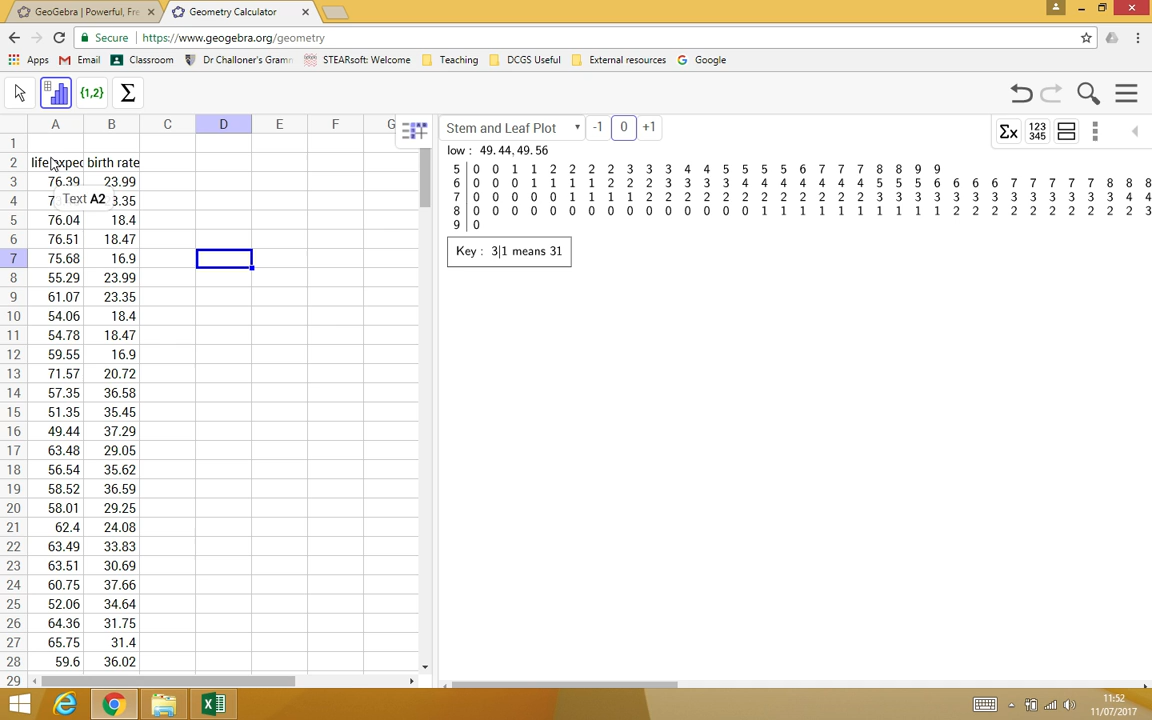 GeoGebra | Powerful, Fre
Geometry Calculator
Secure
https://www.geogebra.org/geometry
Apps Email Classroom Dr Challoner's Gramm STEARsoft: Welcome Teaching DCGS Useful External resources Google
{1,2} Σ
A B C D E F G
Stem and Leaf Plot -1 0 +1
Σx 123 345
1
2 life expec birth rate
3 76.39 23.99
4 7 3.35
Text A2
5 76.04 18.4
6 76.51 18.47
7 75.68 16.9
8 55.29 23.99
9 61.07 23.35
10 54.06 18.4
11 54.78 18.47
12 59.55 16.9
13 71.57 20.72
14 57.35 36.58
15 51.35 35.45
16 49.44 37.29
17 63.48 29.05
18 56.54 35.62
19 58.52 36.59
20 58.01 29.25
21 62.4 24.08
22 63.49 33.83
23 63.51 30.69
24 60.75 37.66
25 52.06 34.64
26 64.36 31.75
27 65.75 31.4
28 59.6 36.02
29
low : 49.44, 49.56
5 0 0 1 1 2 2 2 2 3 3 3 4 4 5 5 5 5 6 7 7 7 8 8 9 9
6 0 0 0 1 1 1 1 2 2 2 3 3 3 3 4 4 4 4 4 4 4 5 5 5 6 6 6 6 7 7 7 7 7 8 8 8
7 0 0 0 0 0 1 1 1 1 2 2 2 2 2 2 2 2 2 2 2 2 3 3 3 3 3 3 3 3 3 3 3 3 3 4 4
8 0 0 0 0 0 0 0 0 0 0 0 0 0 0 0 1 1 1 1 1 1 1 1 1 1 2 2 2 2 2 2 2 2 2 2 3
9 0
Key : 3|1 means 31
11:52
11/07/2017